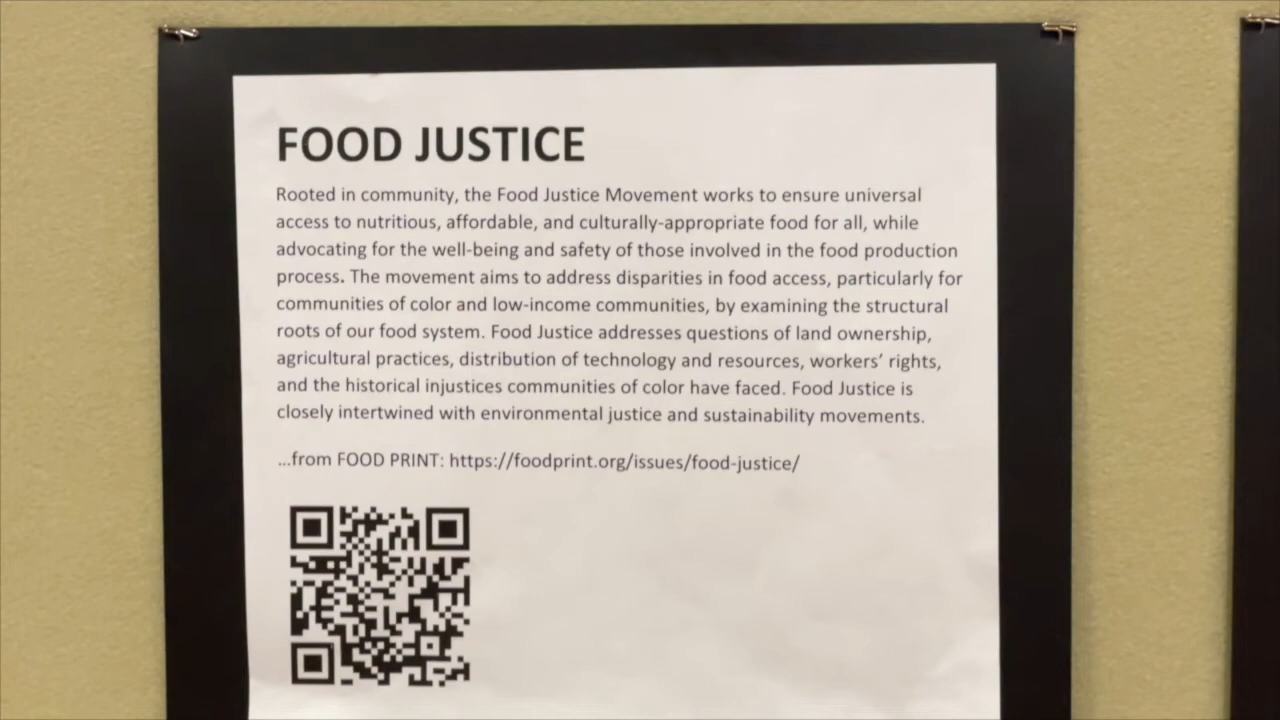 FOOD JUSTICE
Rooted in community, the Food Justice Movement works to ensure universal
access to nutritious, affordable, and culturally-appropriate food for all, while
advocating for the well-being and safety of those involved in the food production
process. The movement aims to address disparities in food access, particularly for
communities of color and low-income communities, by examining the structural
roots of our food system. Food Justice addresses questions of land ownership,
agricultural practices, distribution of technology and resources, workers’ rights,
and the historical injustices communities of color have faced. Food Justice is
closely intertwined with environmental justice and sustainability movements.
...from FOOD PRINT: https://foodprint.org/issues/food-justice/